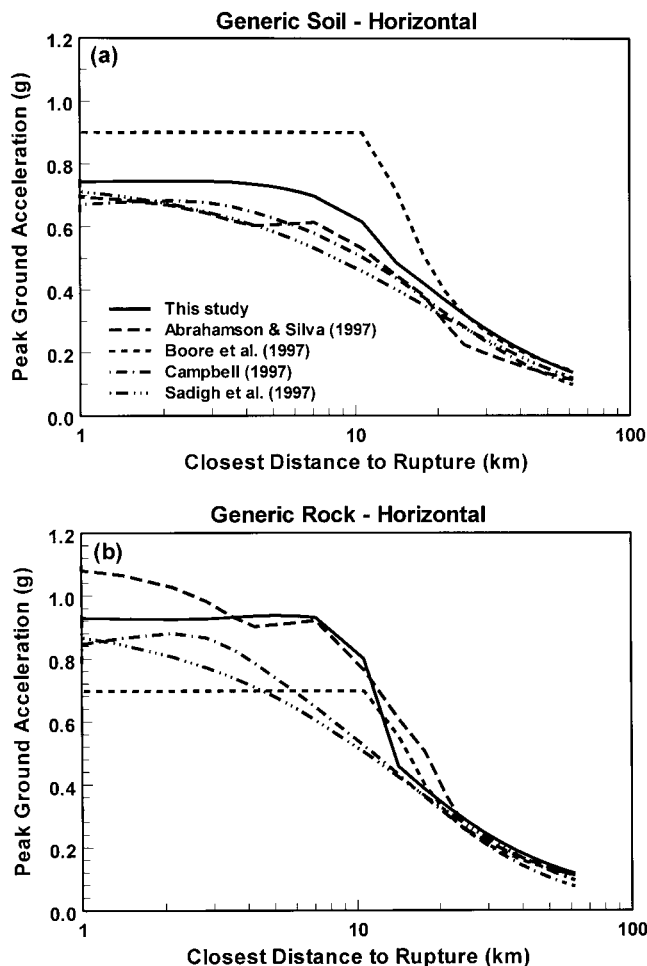 Generic Soil - Horizontal
(a)
1.2
1.0
0.8
0.6
0.4
0.2
0.0
Peak Ground Acceleration (g)
This study
Abrahamson & Silva (1997)
Boore et al. (1997)
Campbell (1997)
Sadigh et al. (1997)
1 10 100
Closest Distance to Rupture (km)
Generic Rock - Horizontal
(b)
1.2
1.0
0.8
0.6
0.4
0.2
0.0
Peak Ground Acceleration (g)
1 10 100
Closest Distance to Rupture (km)